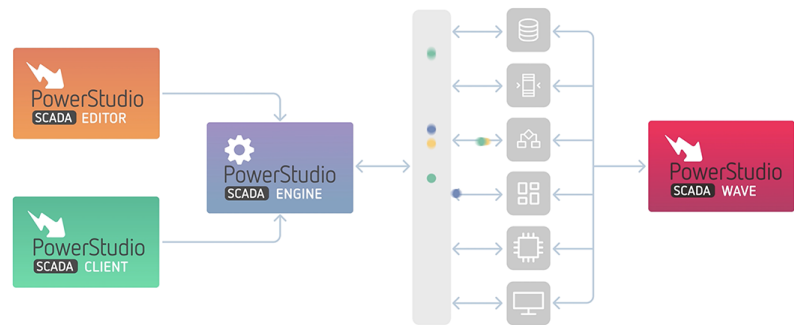 PowerStudio
SCADA EDITOR
PowerStudio
SCADA ENGINE
PowerStudio
SCADA CLIENT
PowerStudio
SCADA WAVE